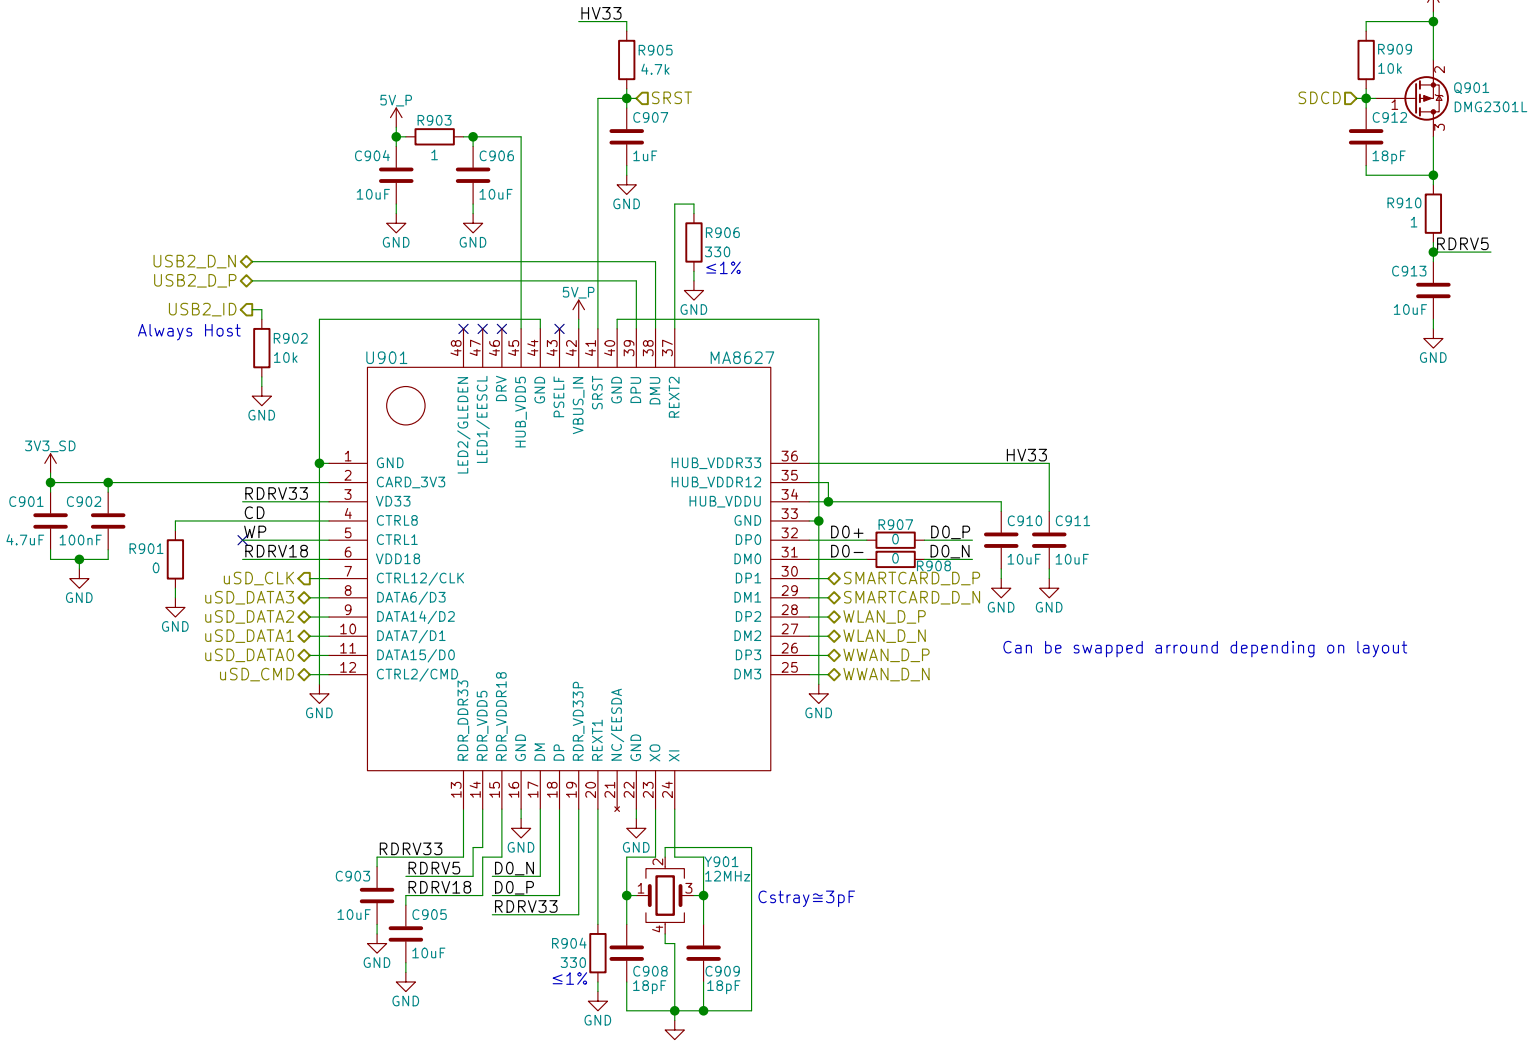 HV33
R905
4.7k
SRST
C907
1uF
GND
5V_P
R903
1
C904
10uF
GND
C906
10uF
GND
R906
330
≤1%
GND
R909
10k
SDCD
1
2
3
Q901
DMG2301L
C912
18pF
R910
1
RDRV5
C913
10uF
GND
USB2_D_N
USB2_D_P
USB2_ID
Always Host
R902
10k
GND
5V_P
U901
MA8627
48
47
46
45
44
43
42
41
40
39
38
37
LED2/GLEDEN
LED1/EESCL
DRV
HUB_VDD5
GND
PSELF
VBUS_IN
SRST
GND
DPU
DMU
REXT2
3V3_SD
C901
4.7uF
C902
100nF
GND
R901
0
GND
RDRV33
CD
WP
RDRV18
uSD_CLK
uSD_DATA3
uSD_DATA2
uSD_DATA1
uSD_DATA0
uSD_CMD
GND
1 GND
2 CARD_3V3
3 VD33
4 CTRL8
5 CTRL1
6 VDD18
7 CTRL12/CLK
8 DATA6/D3
9 DATA14/D2
10 DATA7/D1
11 DATA15/D0
12 CTRL2/CMD
HUB_VDDR33 36
HUB_VDDR12 35
HUB_VDDU 34
GND 33
DP0 32
DM0 31
DP1 30
DM1 29
DP2 28
DM2 27
DP3 26
DM3 25
HV33
D0+
R907
0
D0_P
D0-
0
R908
D0_N
SMARTCARD_D_P
SMARTCARD_D_N
WLAN_D_P
WLAN_D_N
WWAN_D_P
WWAN_D_N
GND
C910
10uF
GND
C911
10uF
GND
Can be swapped arround depending on layout
RDR_DDR33
RDR_VDD5
RDR_VDDR18
GND
DM
DP
RDR_VD33P
REXT1
NC/EESDA
GND
XO
XI
13
14
15
16
17
18
19
20
21
22
23
24
GND
GND
RDRV33
RDRV5
RDRV18
D0_N
D0_P
RDRV33
C903
10uF
GND
C905
10uF
GND
R904
330
≤1%
GND
Y901
12MHz
1
2
3
4
Cstray≅3pF
C908
18pF
C909
18pF